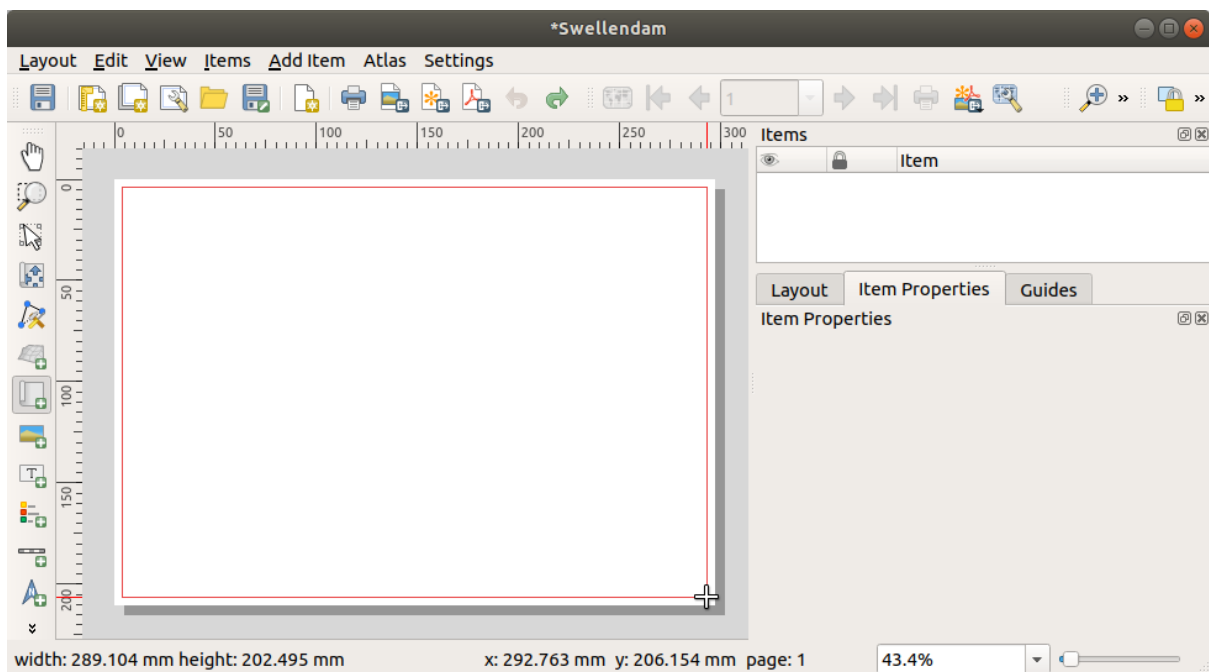 *Swellendam
Layout Edit View Items Add Item Atlas Settings
1 » »
0 50 100 150 200 250 300
Items
Item
Layout Item Properties Guides
Item Properties
0
50
100
150
200
width: 289.104 mm height: 202.495 mm x: 292.763 mm y: 206.154 mm page: 1 43.4%